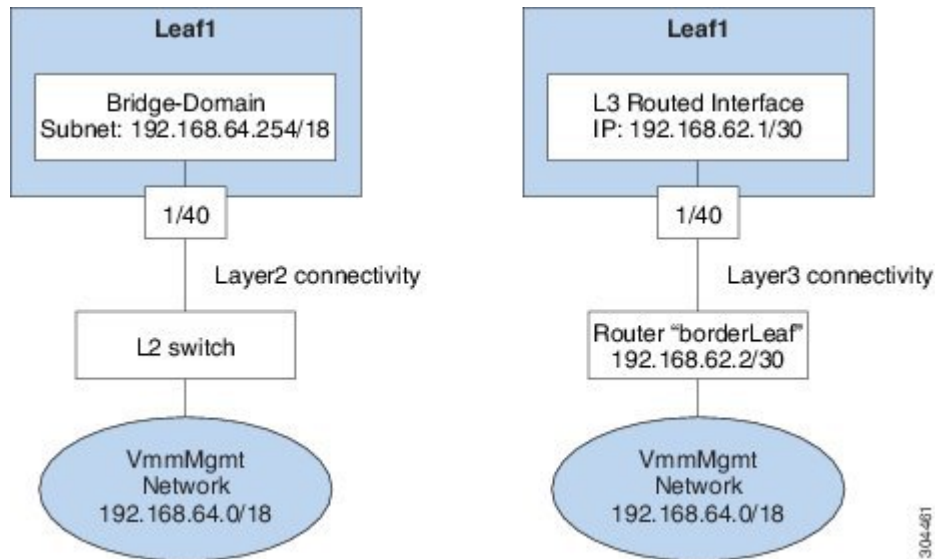 Leaf1
Bridge-Domain
Subnet: 192.168.64.254/18
1/40
Layer2 connectivity
L2 switch
VmmMgmt
Network
192.168.64.0/18
Leaf1
L3 Routed Interface
IP: 192.168.62.1/30
1/40
Layer3 connectivity
Router “borderLeaf”
192.168.62.2/30
VmmMgmt
Network
192.168.64.0/18
304461